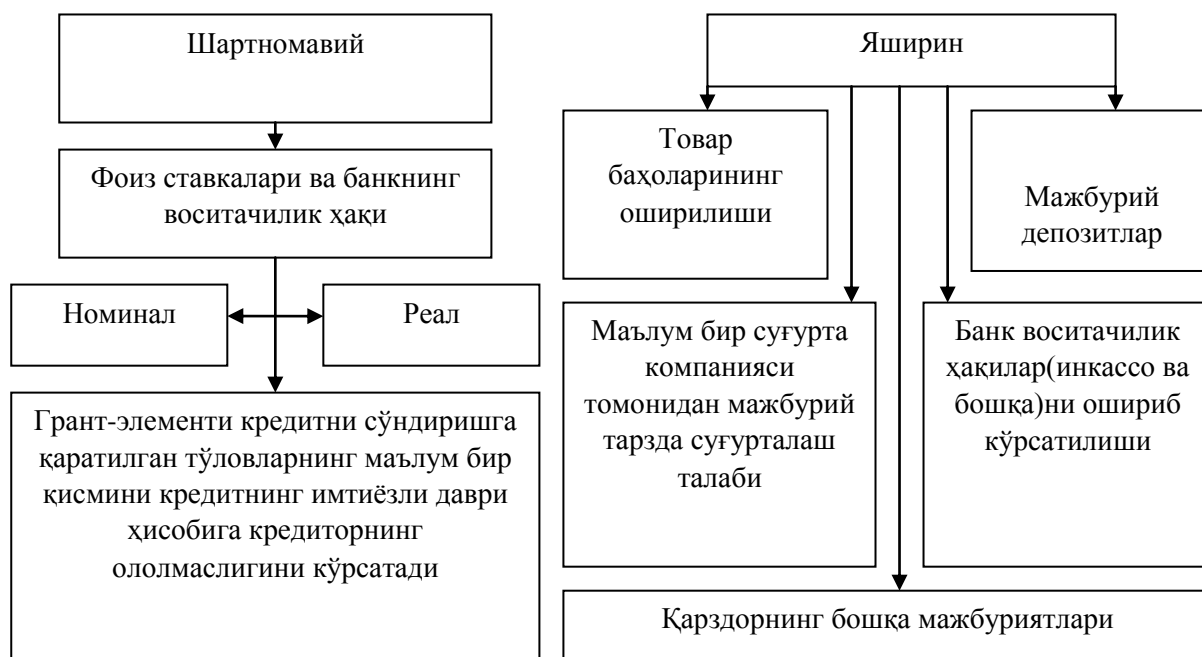 Шартномавий
Фоиз ставкалари ва банкнинг
воситачилик ҳақи
Номинал
Реал
Грант-элементи кредитни сўндиришга
қаратилган тўловларнинг маълум бир
қисмини кредитнинг имтиёзли даври
ҳисобига кредиторнинг
ололмаслигини кўрсатади
Яширин
Товар
баҳоларининг
оширилиши
Мажбурий
депозитлар
Маълум бир суғурта
компанияси
томонидан мажбурий
тарзда суғурталаш
талаби
Банк воситачилик
ҳақилар(инкассо ва
бошқа)ни ошириб
кўрсатилиши
Қарздорнинг бошқа мажбуриятлари